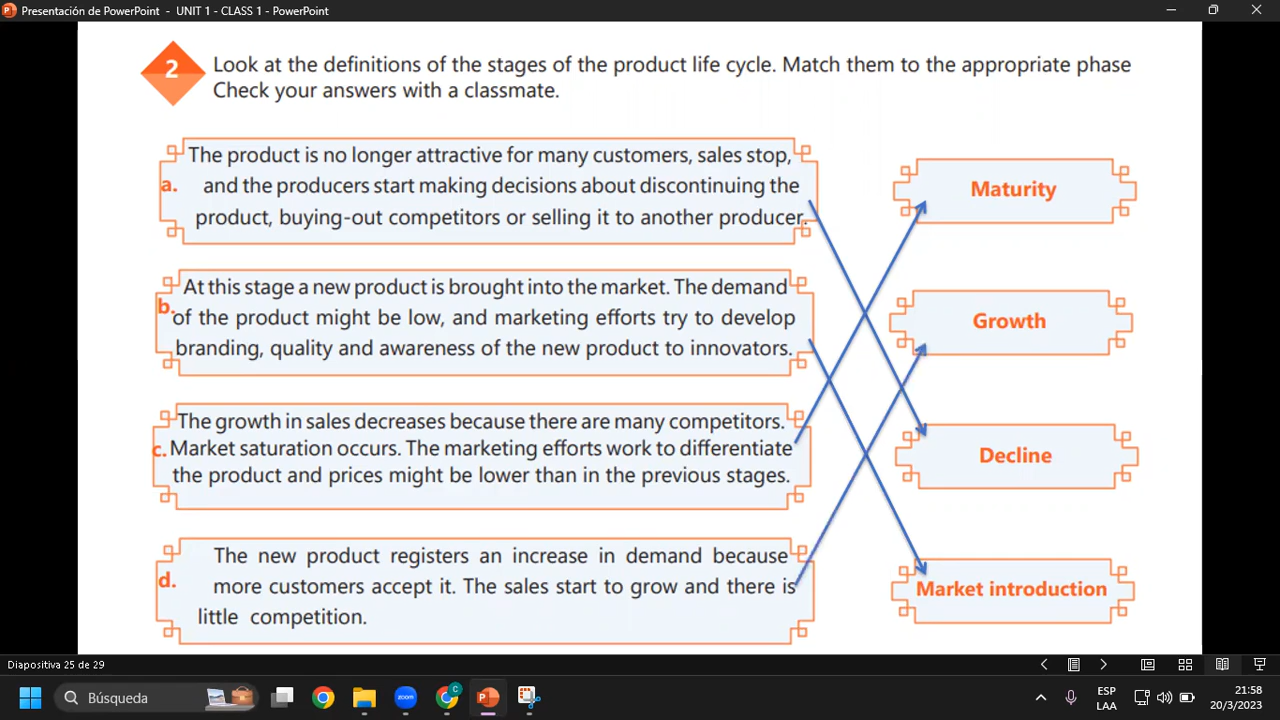 Presentación de PowerPoint - UNIT 1 - CLASS 1 - PowerPoint
2
Look at the definitions of the stages of the product life cycle. Match them to the appropriate phase
Check your answers with a classmate.
a.
The product is no longer attractive for many customers, sales stop,
and the producers start making decisions about discontinuing the
product, buying-out competitors or selling it to another producer.
b.
At this stage a new product is brought into the market. The demand
of the product might be low, and marketing efforts try to develop
branding, quality and awareness of the new product to innovators.
c.
The growth in sales decreases because there are many competitors.
Market saturation occurs. The marketing efforts work to differentiate
the product and prices might be lower than in the previous stages.
d.
The new product registers an increase in demand because
more customers accept it. The sales start to grow and there is
little competition.
Maturity
Growth
Decline
Market introduction
Diapositiva 25 de 29
Búsqueda
zoom
C
ESP
LAA
21:58
20/3/2023